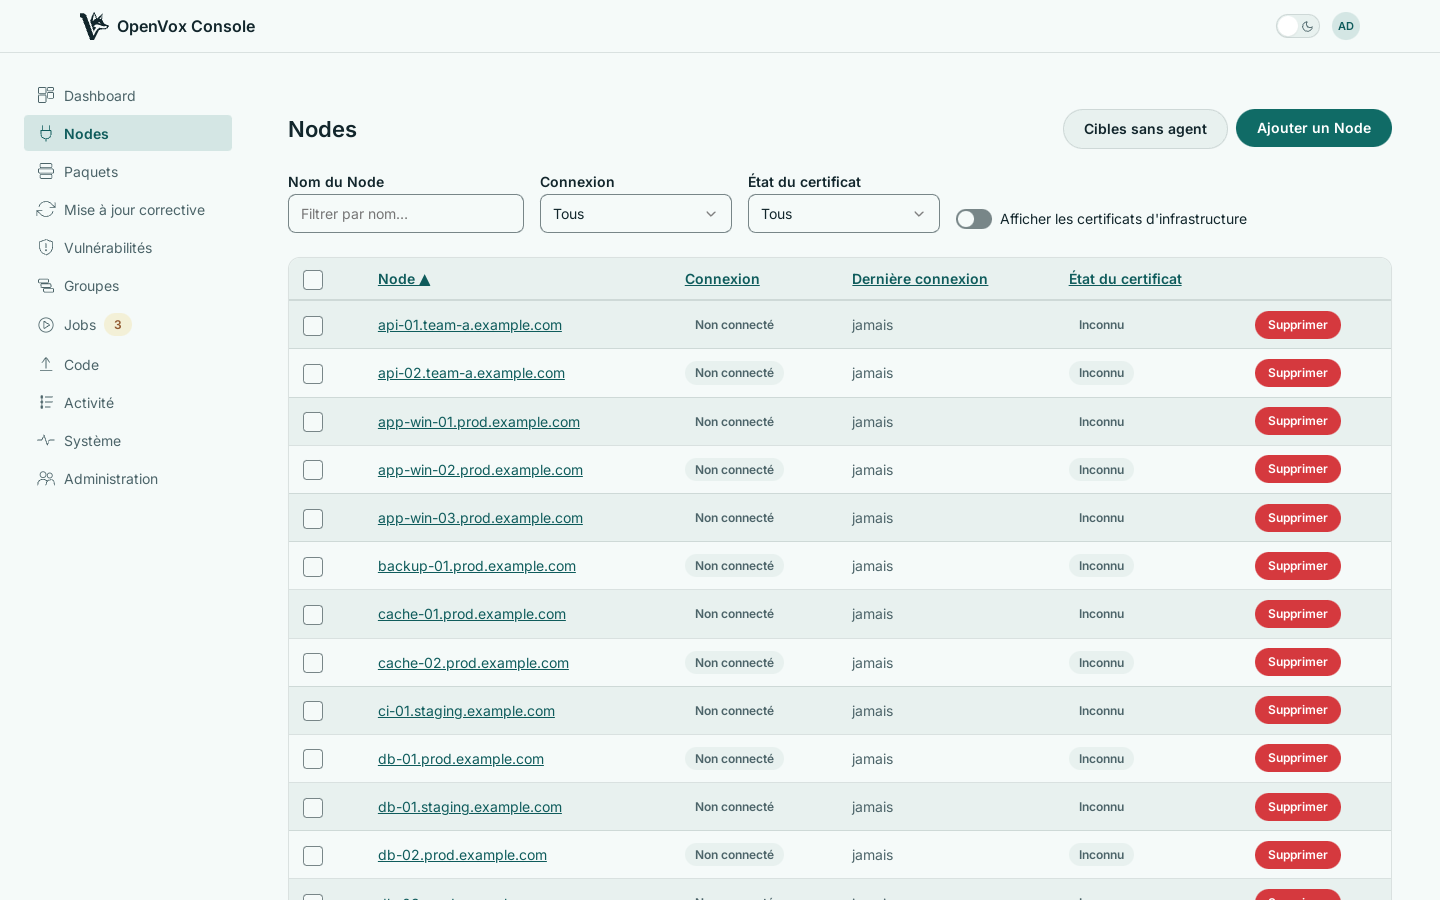 OpenVox Console
AD
Dashboard
Nodes
Paquets
Mise à jour corrective
Vulnérabilités
Groupes
Jobs 3
Code
Activité
Système
Administration
Nodes
Cibles sans agent
Ajouter un Node
Nom du Node
Filtrer par nom...
Connexion
Tous
État du certificat
Tous
Afficher les certificats d'infrastructure
Node ▲ Connexion Dernière connexion État du certificat
api-01.team-a.example.com Non connecté jamais Inconnu Supprimer
api-02.team-a.example.com Non connecté jamais Inconnu Supprimer
app-win-01.prod.example.com Non connecté jamais Inconnu Supprimer
app-win-02.prod.example.com Non connecté jamais Inconnu Supprimer
app-win-03.prod.example.com Non connecté jamais Inconnu Supprimer
backup-01.prod.example.com Non connecté jamais Inconnu Supprimer
cache-01.prod.example.com Non connecté jamais Inconnu Supprimer
cache-02.prod.example.com Non connecté jamais Inconnu Supprimer
ci-01.staging.example.com Non connecté jamais Inconnu Supprimer
db-01.prod.example.com Non connecté jamais Inconnu Supprimer
db-01.staging.example.com Non connecté jamais Inconnu Supprimer
db-02.prod.example.com Non connecté jamais Inconnu Supprimer